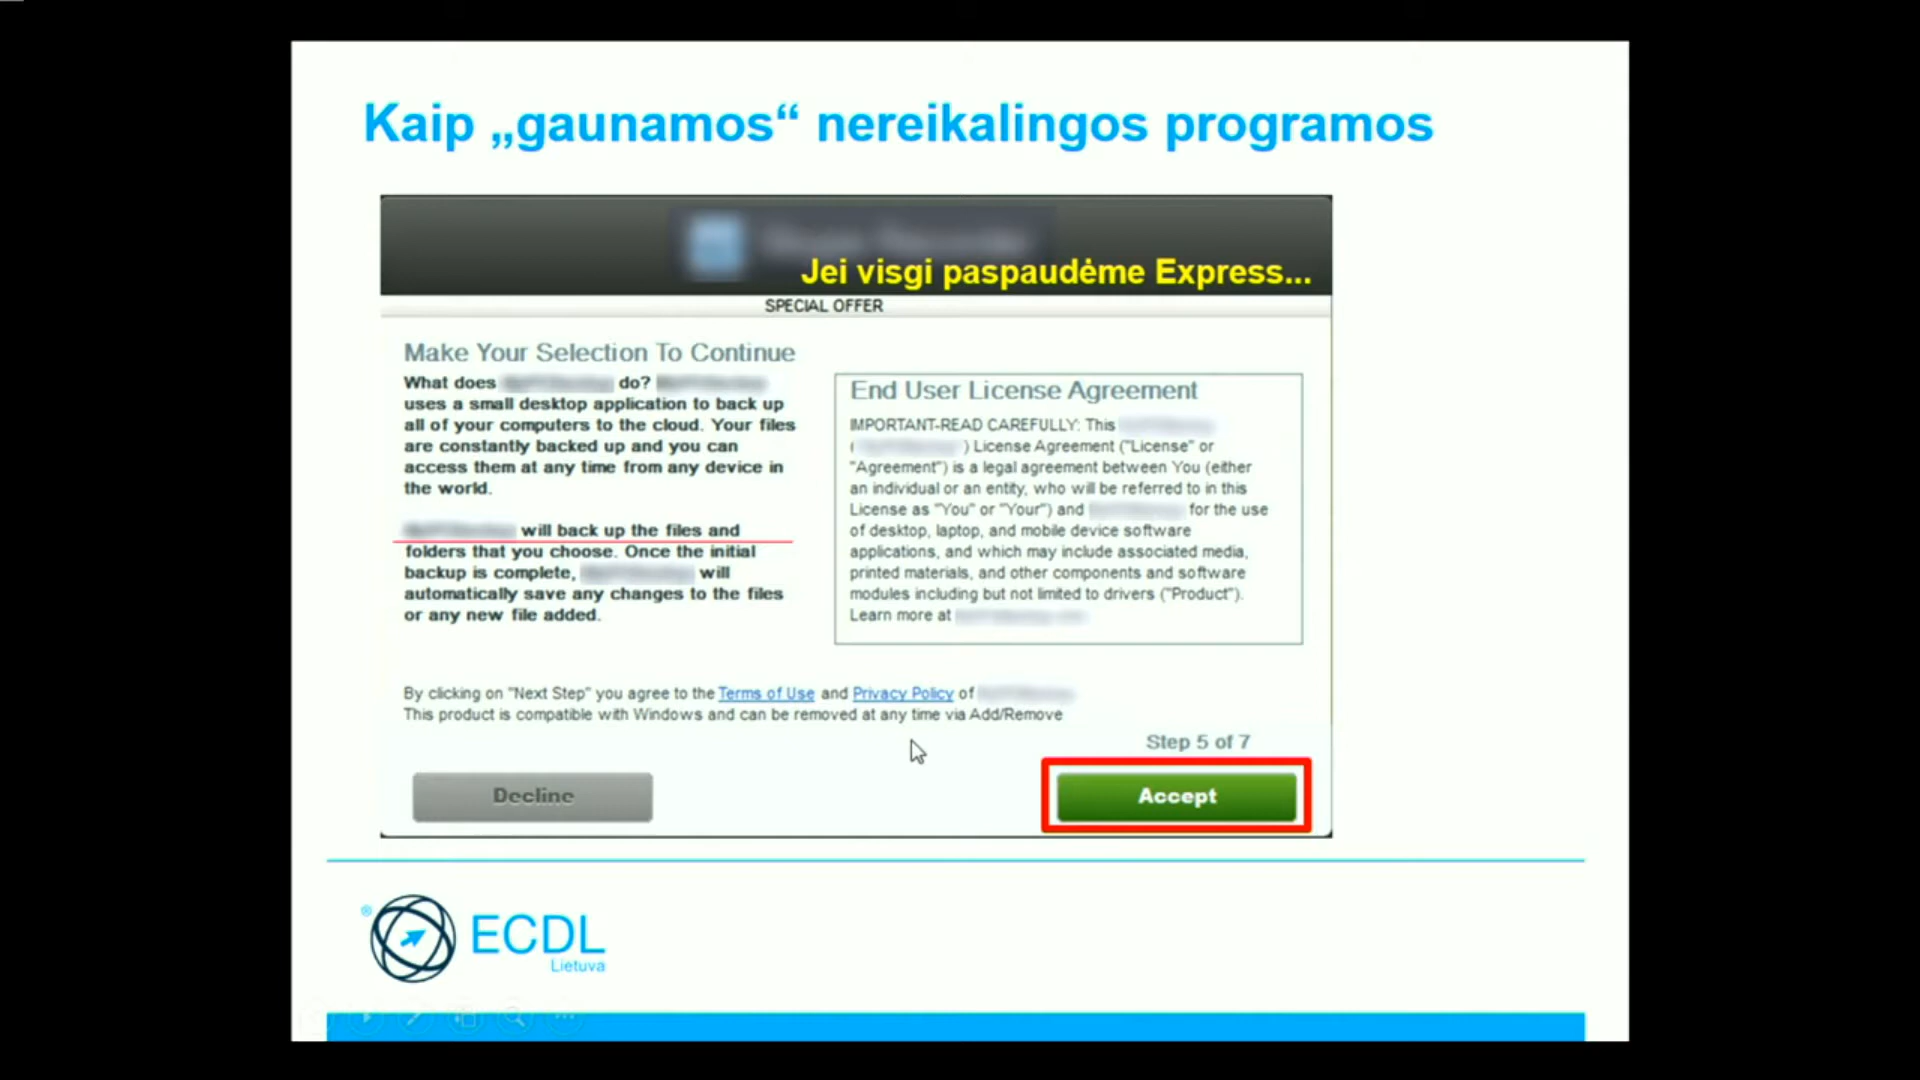 Kaip „gaunamos“ nereikalingos programos
Jei visgi paspaudėme Express...
SPECIAL OFFER
Make Your Selection To Continue
What does do?
uses a small desktop application to back up
all of your computers to the cloud. Your files
are constantly backed up and you can
access them at any time from any device in
the world.
will back up the files and
folders that you choose. Once the initial
backup is complete, will
automatically save any changes to the files
or any new file added.
End User License Agreement
IMPORTANT-READ CAREFULLY: This
( ) License Agreement ("License" or
"Agreement") is a legal agreement between You (either
an individual or an entity, who will be referred to in this
License as "You" or "Your") and for the use
of desktop, laptop, and mobile device software
applications, and which may include associated media,
printed materials, and other components and software
modules including but not limited to drivers ("Product").
Learn more at
By clicking on "Next Step" you agree to the Terms of Use and Privacy Policy of
This product is compatible with Windows and can be removed at any time via Add/Remove
Step 5 of 7
Decline
Accept
® ECDL
Lietuva